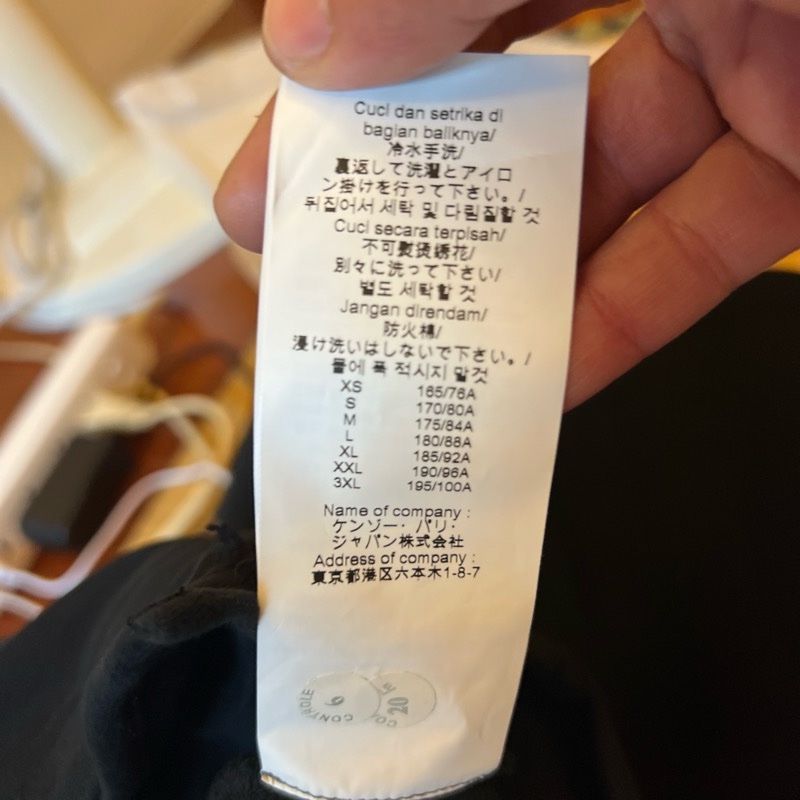 Cuci dan setrika di
bagian baliknya/
冷水手洗/
裏返して洗濯とアイロ
ン掛けを行って下さい。/
뒤집어서 세탁 및 다림질할 것
Cuci secara terpisah/
不可熨烫绣花/
別々に洗って下さい/
별도 세탁할 것
Jangan direndam/
防火棉/
浸け洗いはしないで下さい。/
물에 푹 적시지 말것
XS 165/76A
S 170/80A
M 175/84A
L 180/88A
XL 185/92A
XXL 190/96A
3XL 195/100A
Name of company :
ケンゾー・パリ・
ジャパン株式会社
Address of company :
東京都港区六本木1-8-7
CONTROLE
6
20